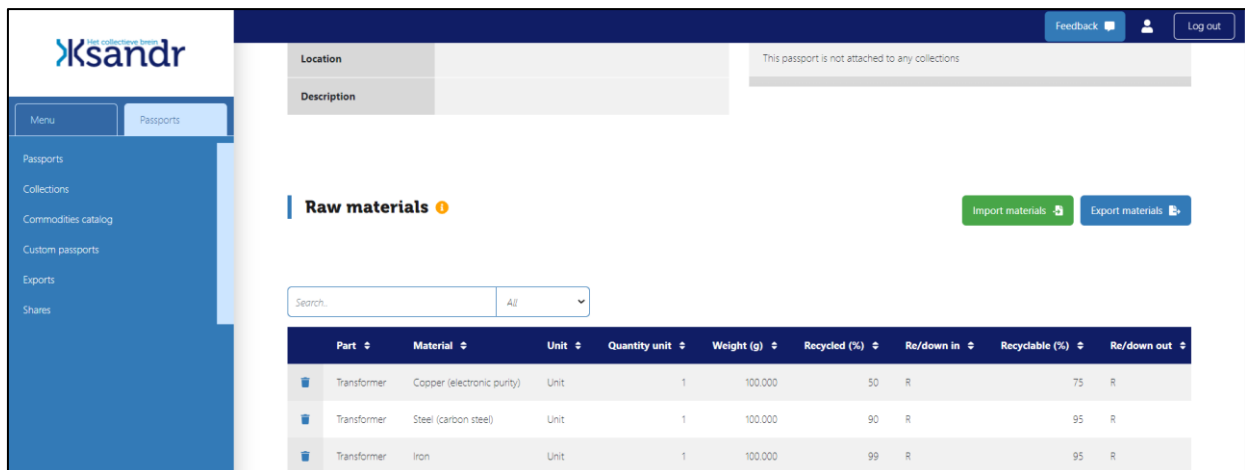 Het collectieve brein
Ksandr
Feedback
Log out
Menu
Passports
Passports
Collections
Commodities catalog
Custom passports
Exports
Shares
Location
Description
This passport is not attached to any collections
Raw materials
Import materials
Export materials
Search..
All
Part Material Unit Quantity unit Weight (g) Recycled (%) Re/down in Recyclable (%) Re/down out
Transformer Copper (electronic purity) Unit 1 100.000 50 R 75 R
Transformer Steel (carbon steel) Unit 1 100.000 90 R 95 R
Transformer Iron Unit 1 100.000 99 R 95 R